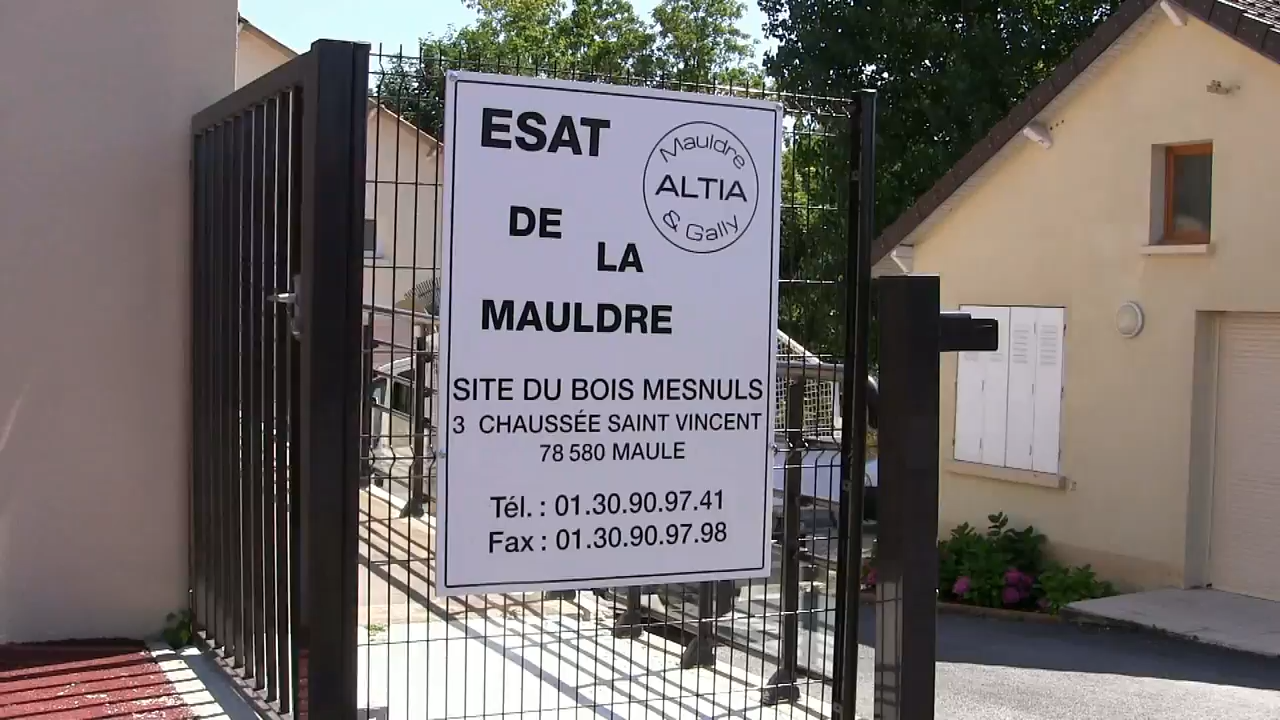 ESAT
Mauldre
ALTIA
& Gally
DE
LA
MAULDRE
SITE DU BOIS MESNULS
3 CHAUSSÉE SAINT VINCENT
78 580 MAULE
Tél. : 01.30.90.97.41
Fax : 01.30.90.97.98